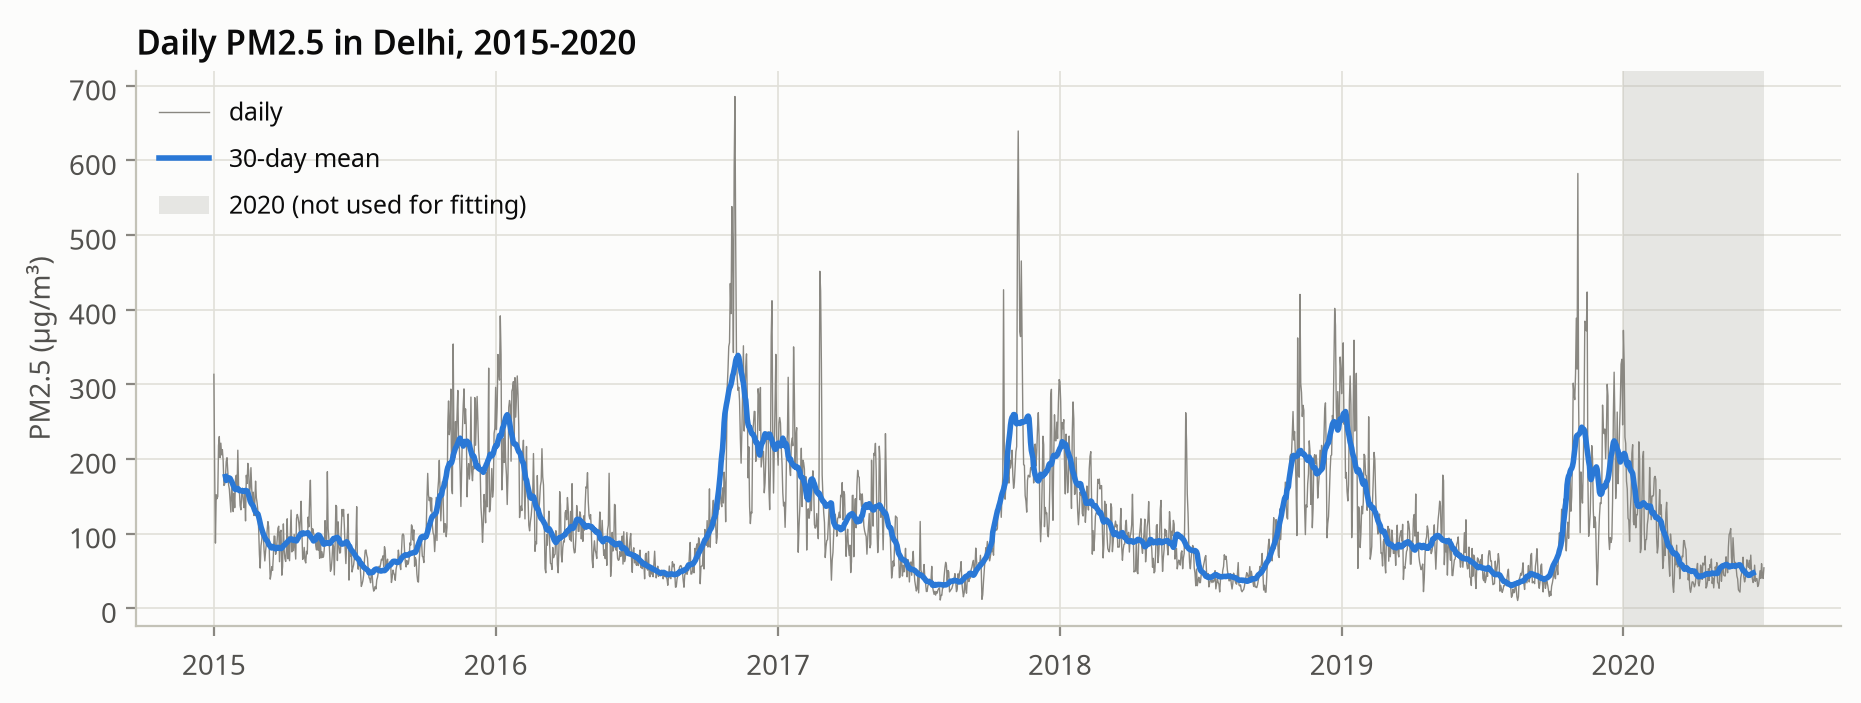 Daily PM2.5 in Delhi, 2015-2020
700
600
500
400
300
200
100
0
PM2.5 (µg/m³)
daily
30-day mean
2020 (not used for fitting)
2015
2016
2017
2018
2019
2020